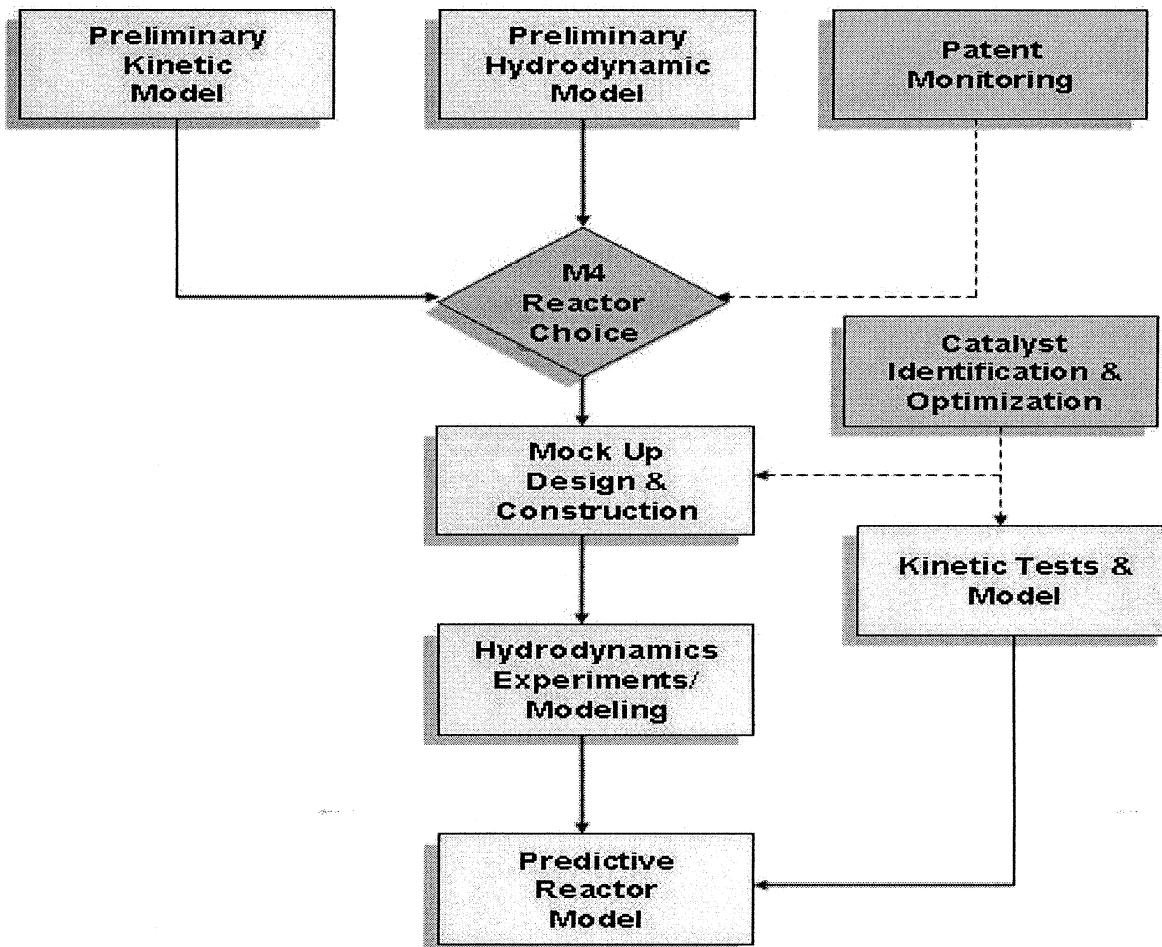 Preliminary
Kinetic
Model
Preliminary
Hydrodynamic
Model
Patent
Monitoring
M4
Reactor
Choice
Catalyst
Identification &
Optimization
Mock Up
Design &
Construction
Kinetic Tests &
Model
Hydrodynamics
Experiments/
Modeling
Predictive
Reactor
Model